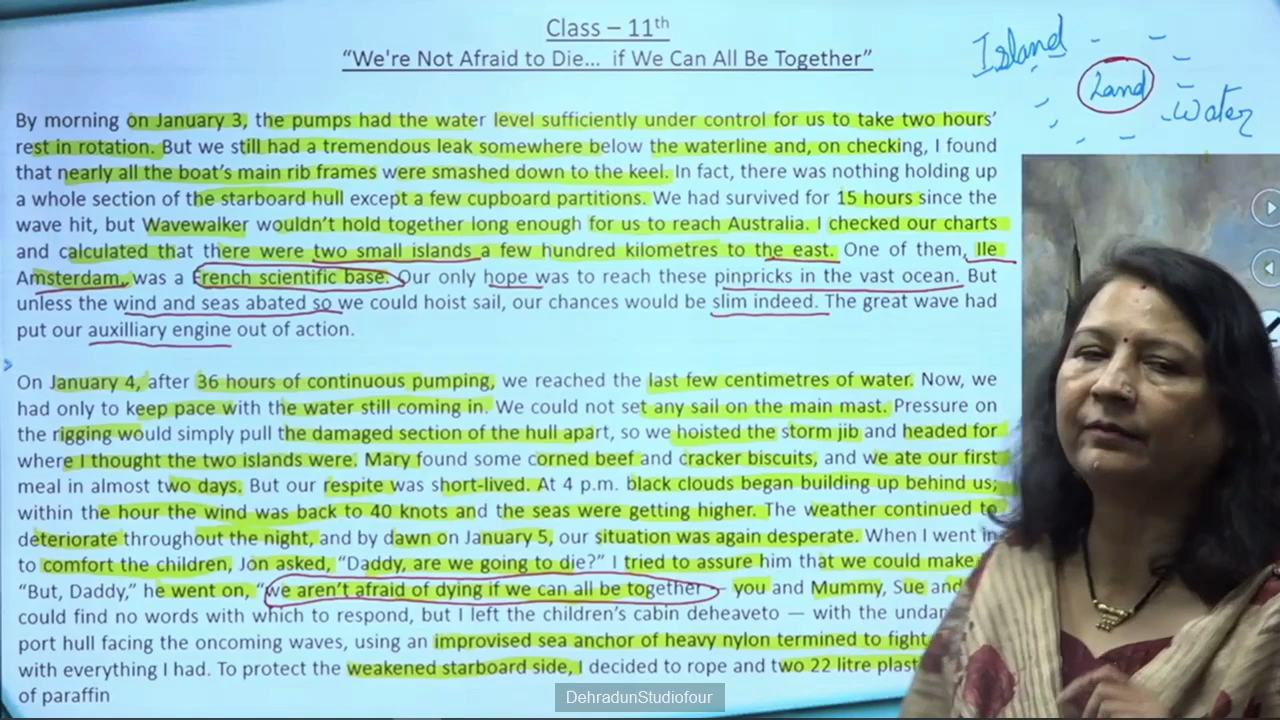 Class – 11th
"We're Not Afraid to Die... if We Can All Be Together"
Island
Land
Water
By morning on January 3, the pumps had the water level sufficiently under control for us to take two hours'
rest in rotation. But we still had a tremendous leak somewhere below the waterline and, on checking, I found
that nearly all the boat's main rib frames were smashed down to the keel. In fact, there was nothing holding up
a whole section of the starboard hull except a few cupboard partitions. We had survived for 15 hours since the
wave hit, but Wavewalker wouldn't hold together long enough for us to reach Australia. I checked our charts
and calculated that there were two small islands a few hundred kilometres to the east. One of them, Ile
Amsterdam, was a rench scientific base. Our only hope was to reach these pinpricks in the vast ocean. But
unless the wind and seas abated so we could hoist sail, our chances would be slim indeed. The great wave had
put our auxilliary engine out of action.
On January 4, after 36 hours of continuous pumping, we reached the last few centimetres of water. Now, we
had only to keep pace with the water still coming in. We could not set any sail on the main mast. Pressure on
the rigging would simply pull the damaged section of the hull apart, so we hoisted the storm jib and headed for
where I thought the two islands were. Mary found some corned beef and cracker biscuits, and we ate our first
meal in almost two days. But our respite was short-lived. At 4 p.m. black clouds began building up behind us;
within the hour the wind was back to 40 knots and the seas were getting higher. The weather continued to
deteriorate throughout the night, and by dawn on January 5, our situation was again desperate. When I went in
to comfort the children, Jon asked, "Daddy, are we going to die?" I tried to assure him that we could make
"But, Daddy," he went on, "we aren't afraid of dying if we can all be together - you and Mummy, Sue and
could find no words with which to respond, but I left the children's cabin deheaveto — with the
port hull facing the oncoming waves, using an improvised sea anchor of heavy nylon termined to fight
with everything I had. To protect the weakened starboard side, I decided to rope and two 22 litre
of paraffin
DehradunStudiofour